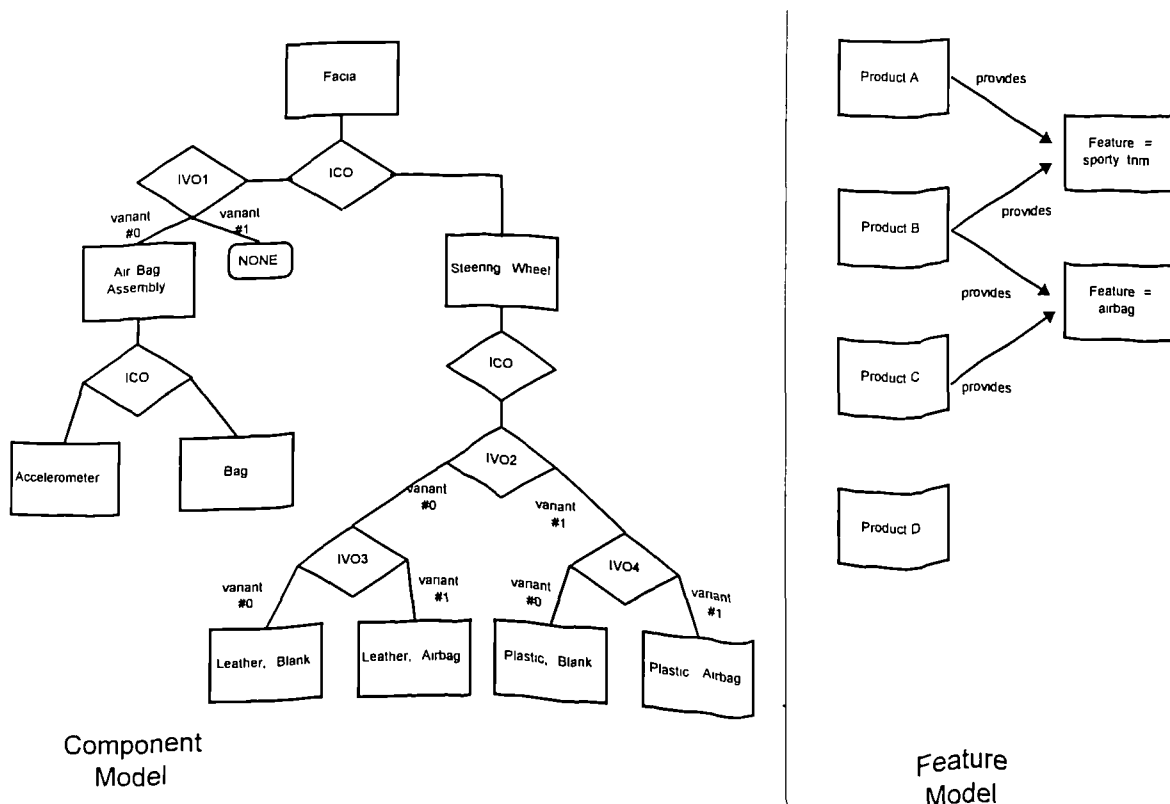 Facia
ICO
IVO1
vanant
#0
vanant
#1
NONE
Air Bag
Assembly
Steering Wheel
ICO
ICO
Accelerometer
Bag
IVO2
vanant
#0
vanant
#1
IVO3
IVO4
vanant
#0
vanant
#1
vanant
#0
vanant
#1
Leather, Blank
Leather, Airbag
Plastic, Blank
Plastic Airbag
Component
Model
Product A
provides
Feature =
sporty tnm
Product B
provides
provides
Feature =
airbag
Product C
provides
Product D
Feature
Model